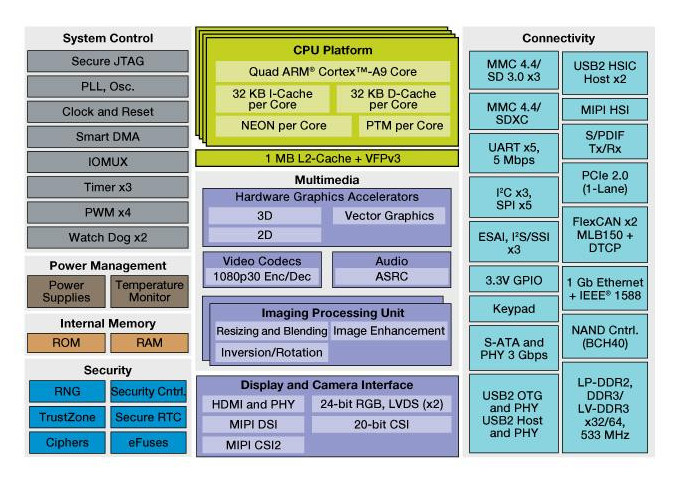 System Control
Secure JTAG
PLL, Osc.
Clock and Reset
Smart DMA
IOMUX
Timer x3
PWM x4
Watch Dog x2
Power Management
Power
Supplies
Temperature
Monitor
Internal Memory
ROM
RAM
Security
RNG
Security Cntrl.
TrustZone
Secure RTC
Ciphers
eFuses
CPU Platform
Quad ARM® Cortex™-A9 Core
32 KB I-Cache
per Core
32 KB D-Cache
per Core
NEON per Core
PTM per Core
1 MB L2-Cache + VFPv3
Multimedia
Hardware Graphics Accelerators
3D
Vector Graphics
2D
Video Codecs
1080p30 Enc/Dec
Audio
ASRC
Imaging Processing Unit
Resizing and Blending
Image Enhancement
Inversion/Rotation
Display and Camera Interface
HDMI and PHY
24-bit RGB, LVDS (x2)
MIPI DSI
20-bit CSI
MIPI CSI2
Connectivity
MMC 4.4/
SD 3.0 x3
MMC 4.4/
SDXC
UART x5,
5 Mbps
I²C x3,
SPI x5
ESAI, I²S/SSI
x3
3.3V GPIO
Keypad
S-ATA and
PHY 3 Gbps
USB2 OTG
and PHY
USB2 Host
and PHY
USB2 HSIC
Host x2
MIPI HSI
S/PDIF
Tx/Rx
PCIe 2.0
(1-Lane)
FlexCAN x2
MLB150 +
DTCP
1 Gb Ethernet
+ IEEE® 1588
NAND Cntrl.
(BCH40)
LP-DDR2,
DDR3/
LV-DDR3
x32/64,
533 MHz